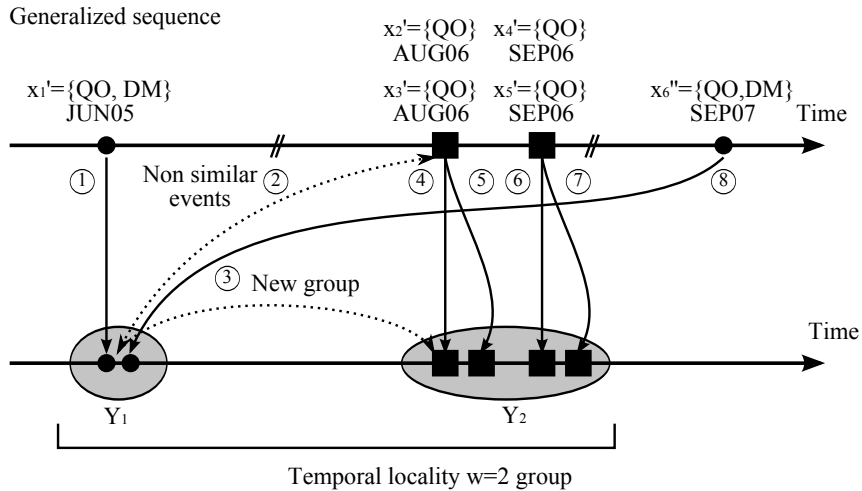 Generalized sequence
x2'={QO} x4'={QO}
AUG06 SEP06
x1'={QO, DM} x3'={QO} x5'={QO} x6"={QO,DM}
JUN05 AUG06 SEP06 SEP07 Time
1 Non similar events 2 4 5 6 7 8
3 New group
Time
Y1 Y2
Temporal locality w=2 group